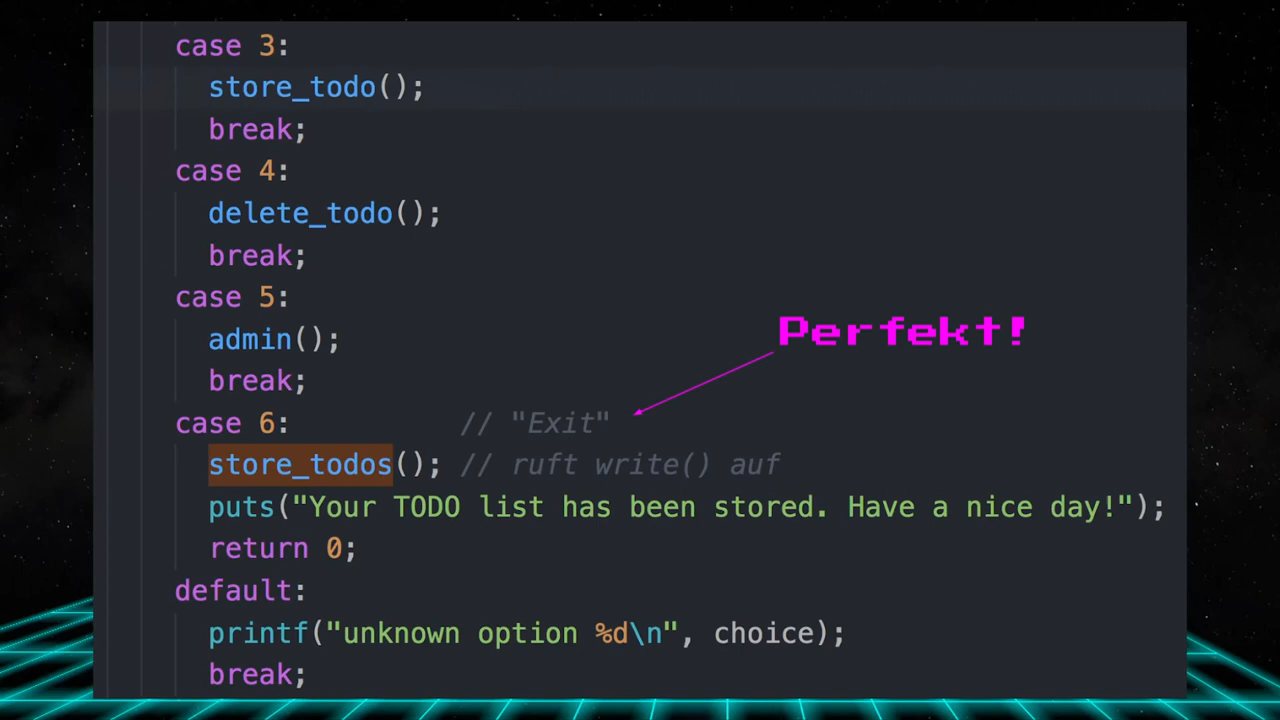 case 3:
store_todo();
break;
case 4:
delete_todo();
break;
case 5:
admin();
break;
Perfekt!
case 6: // "Exit"
store_todos(); // ruft write() auf
puts("Your TODO list has been stored. Have a nice day!");
return 0;
default:
printf("unknown option %d\n", choice);
break;